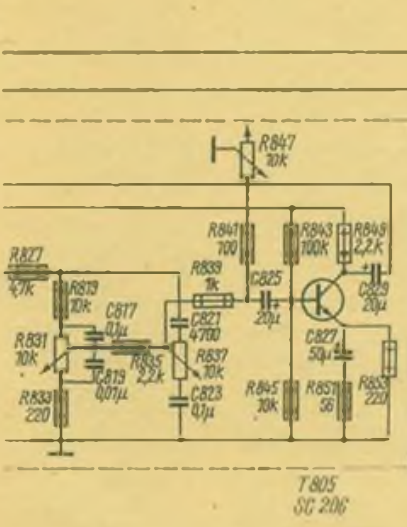 R847
10k
R841
100
R843
100k
R849
2,2k
R827
4,7k
R839
1k
C825
20µ
C829
20µ
R819
10k
C817
0,1µ
C821
4700
R831
10k
R835
2,2k
R837
10k
C827
50µ
C819
0,01µ
R833
220
C823
0,1µ
R845
10k
R851
56
R853
220
T805
SC 206